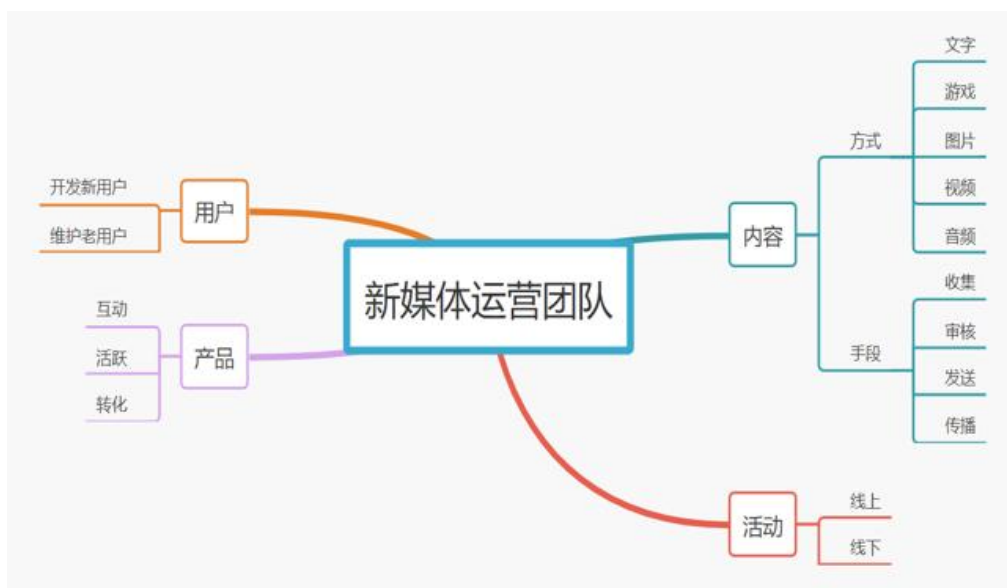 新媒体运营团队
用户
开发新用户
维护老用户
产品
互动
活跃
转化
内容
方式
文字
游戏
图片
视频
音频
手段
收集
审核
发送
传播
活动
线上
线下